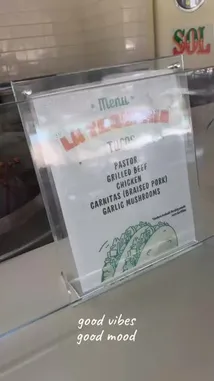 SOL
Menu
TACOS
PASTOR
GRILLED BEEF
CHICKEN
CARNITAS (BRAISED PORK)
GARLIC MUSHROOMS
good vibes
good mood